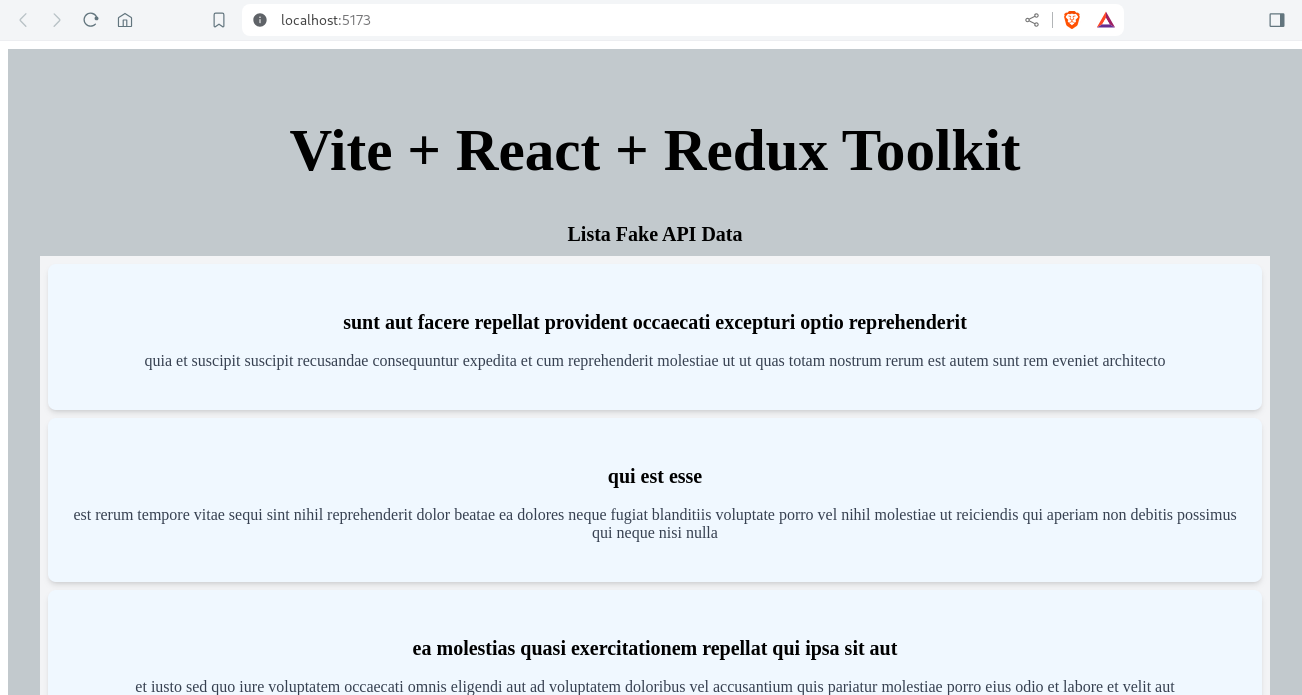 localhost:5173
Vite + React + Redux Toolkit
Lista Fake API Data
sunt aut facere repellat provident occaecati excepturi optio reprehenderit
quia et suscipit suscipit recusandae consequuntur expedita et cum reprehenderit molestiae ut ut quas totam nostrum rerum est autem sunt rem eveniet architecto
qui est esse
est rerum tempore vitae sequi sint nihil reprehenderit dolor beatae ea dolores neque fugiat blanditiis voluptate porro vel nihil molestiae ut reiciendis qui aperiam non debitis possimus
qui neque nisi nulla
ea molestias quasi exercitationem repellat qui ipsa sit aut
et iusto sed quo iure voluptatem occaecati omnis eligendi aut ad voluptatem doloribus vel accusantium quis pariatur molestiae porro eius odio et labore et velit aut